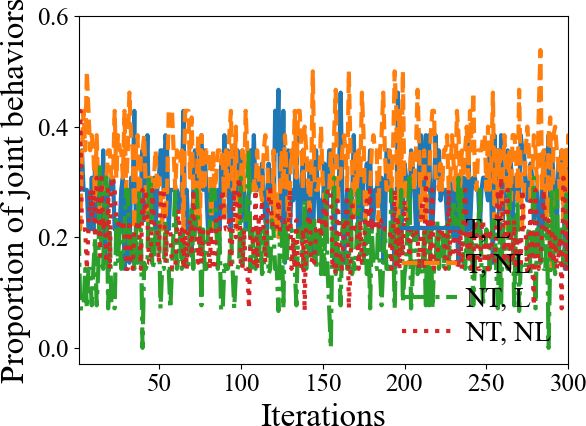 Proportion of joint behaviors
0.6
0.4
0.2
0.0
T, L
T, NL
NT, L
NT, NL
50
100
150
200
250
300
Iterations